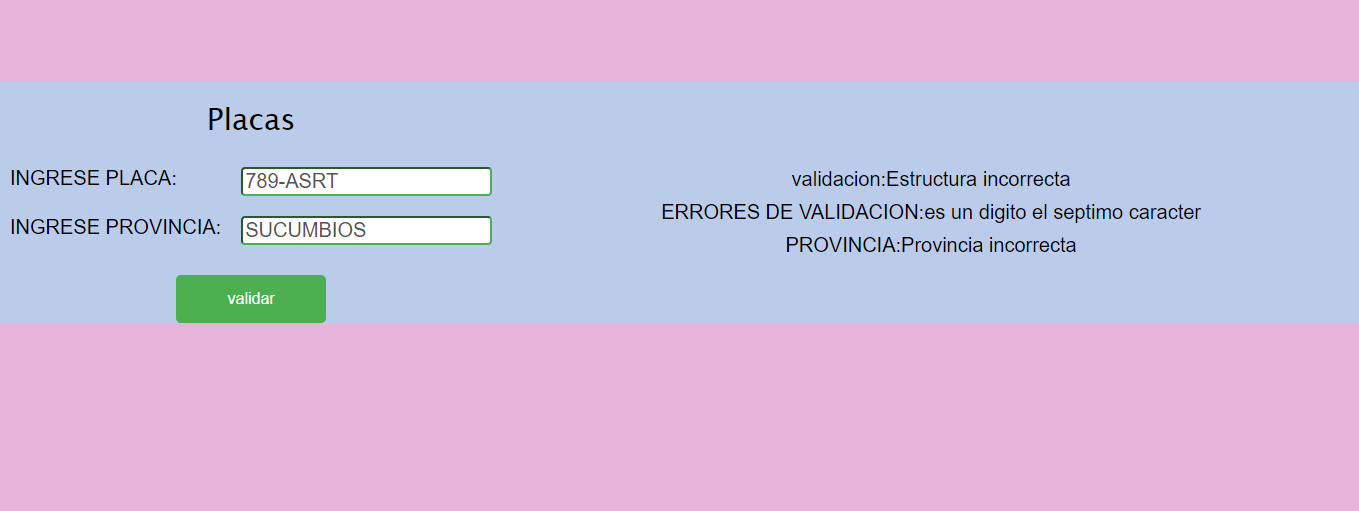 Placas
INGRESE PLACA: 789-ASRT
INGRESE PROVINCIA: SUCUMBIOS
validar
validacion:Estructura incorrecta
ERRORES DE VALIDACION:es un digito el septimo caracter
PROVINCIA:Provincia incorrecta